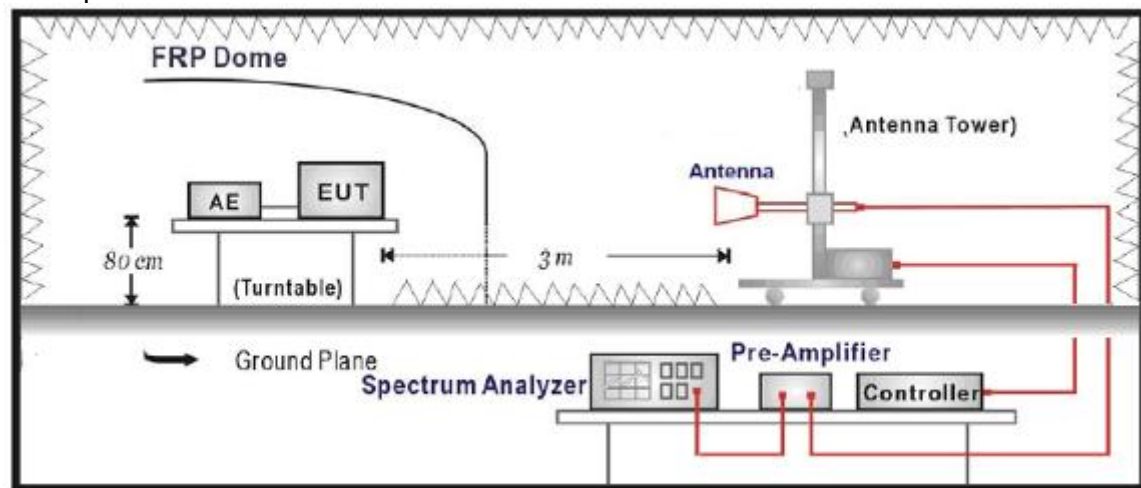 FRP Dome
(Antenna Tower)
Antenna
AE
EUT
80 cm
3 m
(Turntable)
Ground Plane
Pre-Amplifier
Spectrum Analyzer
Controller